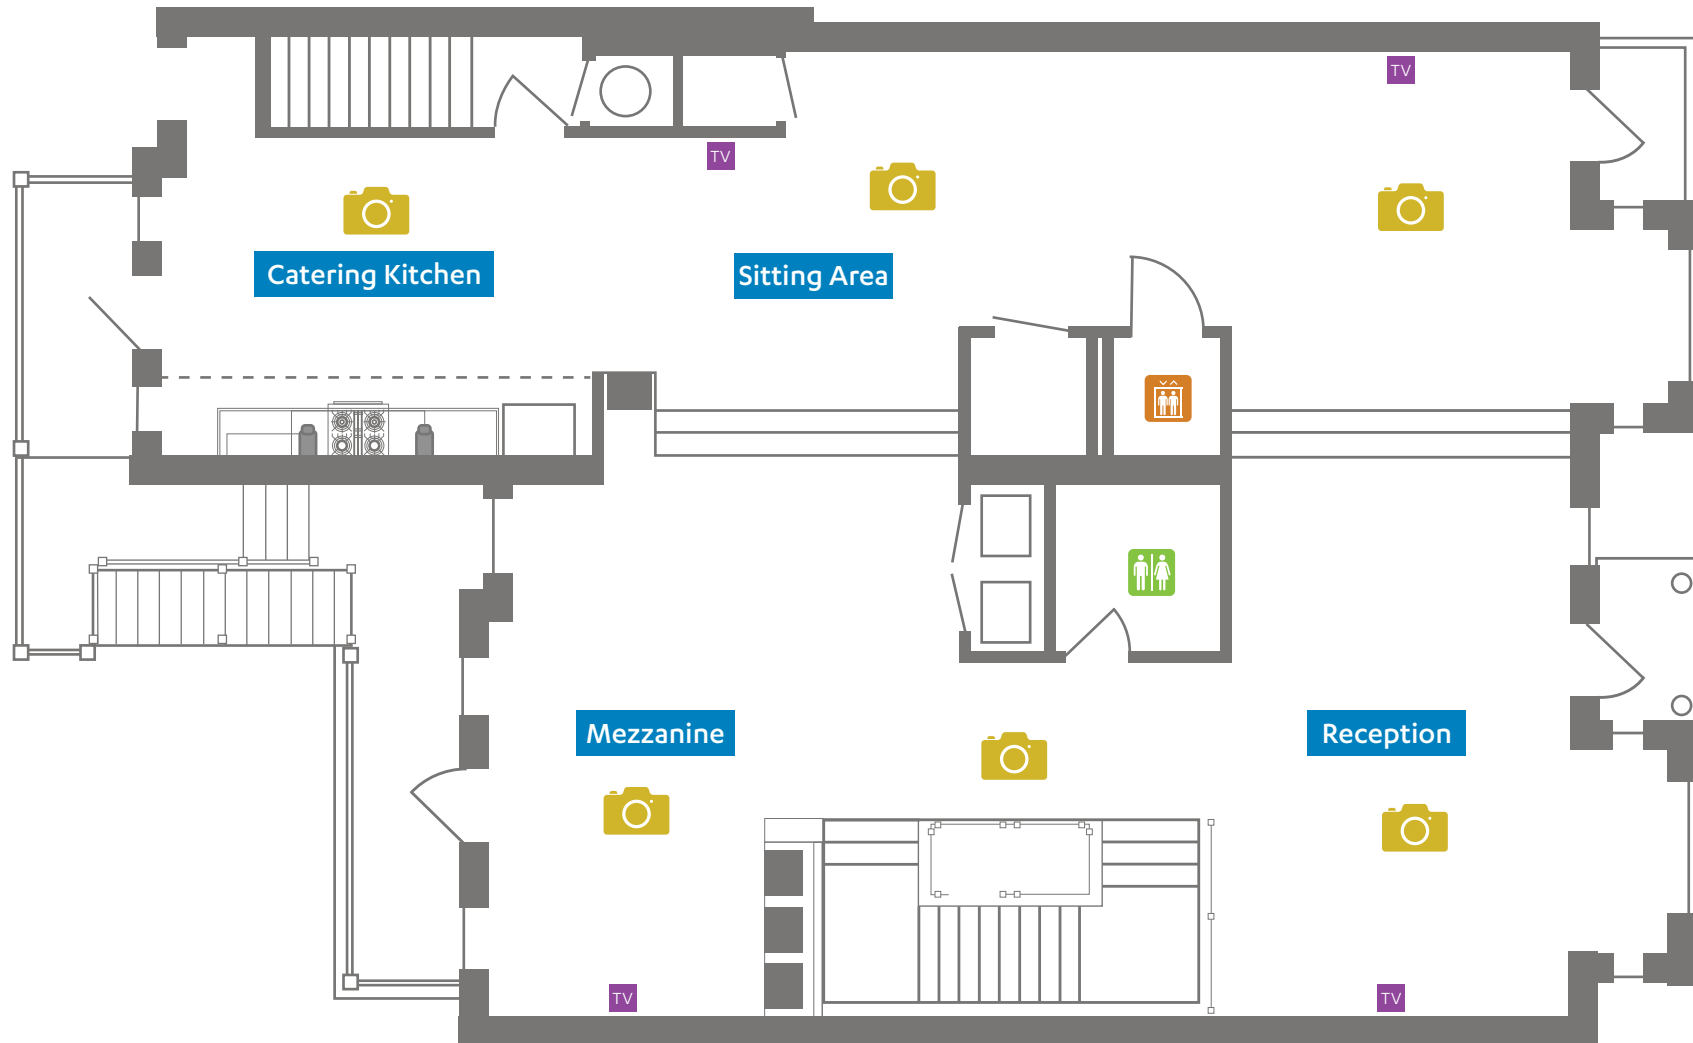 TV
TV
Catering Kitchen
Sitting Area
Mezzanine
Reception
TV
TV